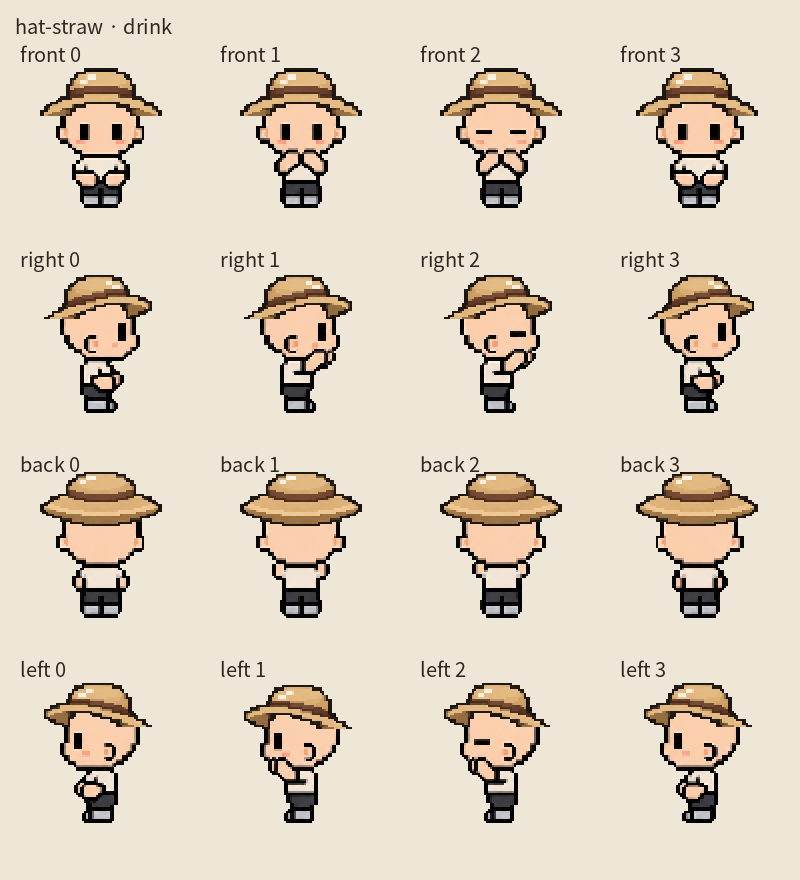 hat-straw · drink
front 0 front 1 front 2 front 3
right 0 right 1 right 2 right 3
back 0 back 1 back 2 back 3
left 0 left 1 left 2 left 3